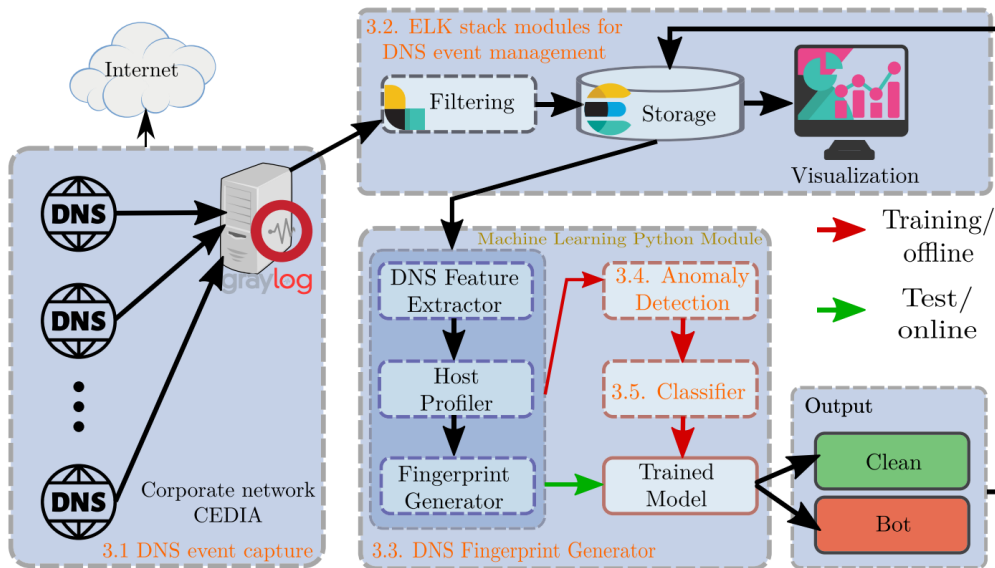 Internet
DNS
DNS
DNS
graylog
Corporate network
CEDIA
3.1 DNS event capture
3.2. ELK stack modules for
DNS event management
Filtering
Storage
Visualization
Training/
offline
Test/
online
Machine Learning Python Module
DNS Feature
Extractor
Host
Profiler
Fingerprint
Generator
3.4. Anomaly
Detection
3.5. Classifier
Trained
Model
3.3. DNS Fingerprint Generator
Output
Clean
Bot